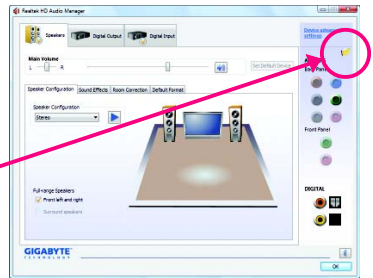 Realtek HD Audio Manager
Speakers
Digital Output
Digital Input
Device advanced settings
Main Volume
L
R
Set Default Device
Speaker Configuration
Sound Effects
Room Correction
Default Format
Speaker Configuration
Stereo
Back Panel
Front Panel
Full-range Speakers
Front left and right
Surround speakers
DIGITAL
GIGABYTE
TECHNOLOGY
OK